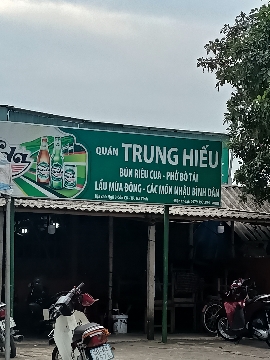 QUÁN TRUNG HIẾU
BÚN RIÊU CUA - PHỞ BÒ TÁI
LẨU MÙA ĐÔNG - CÁC MÓN NHẬU BÌNH DÂN